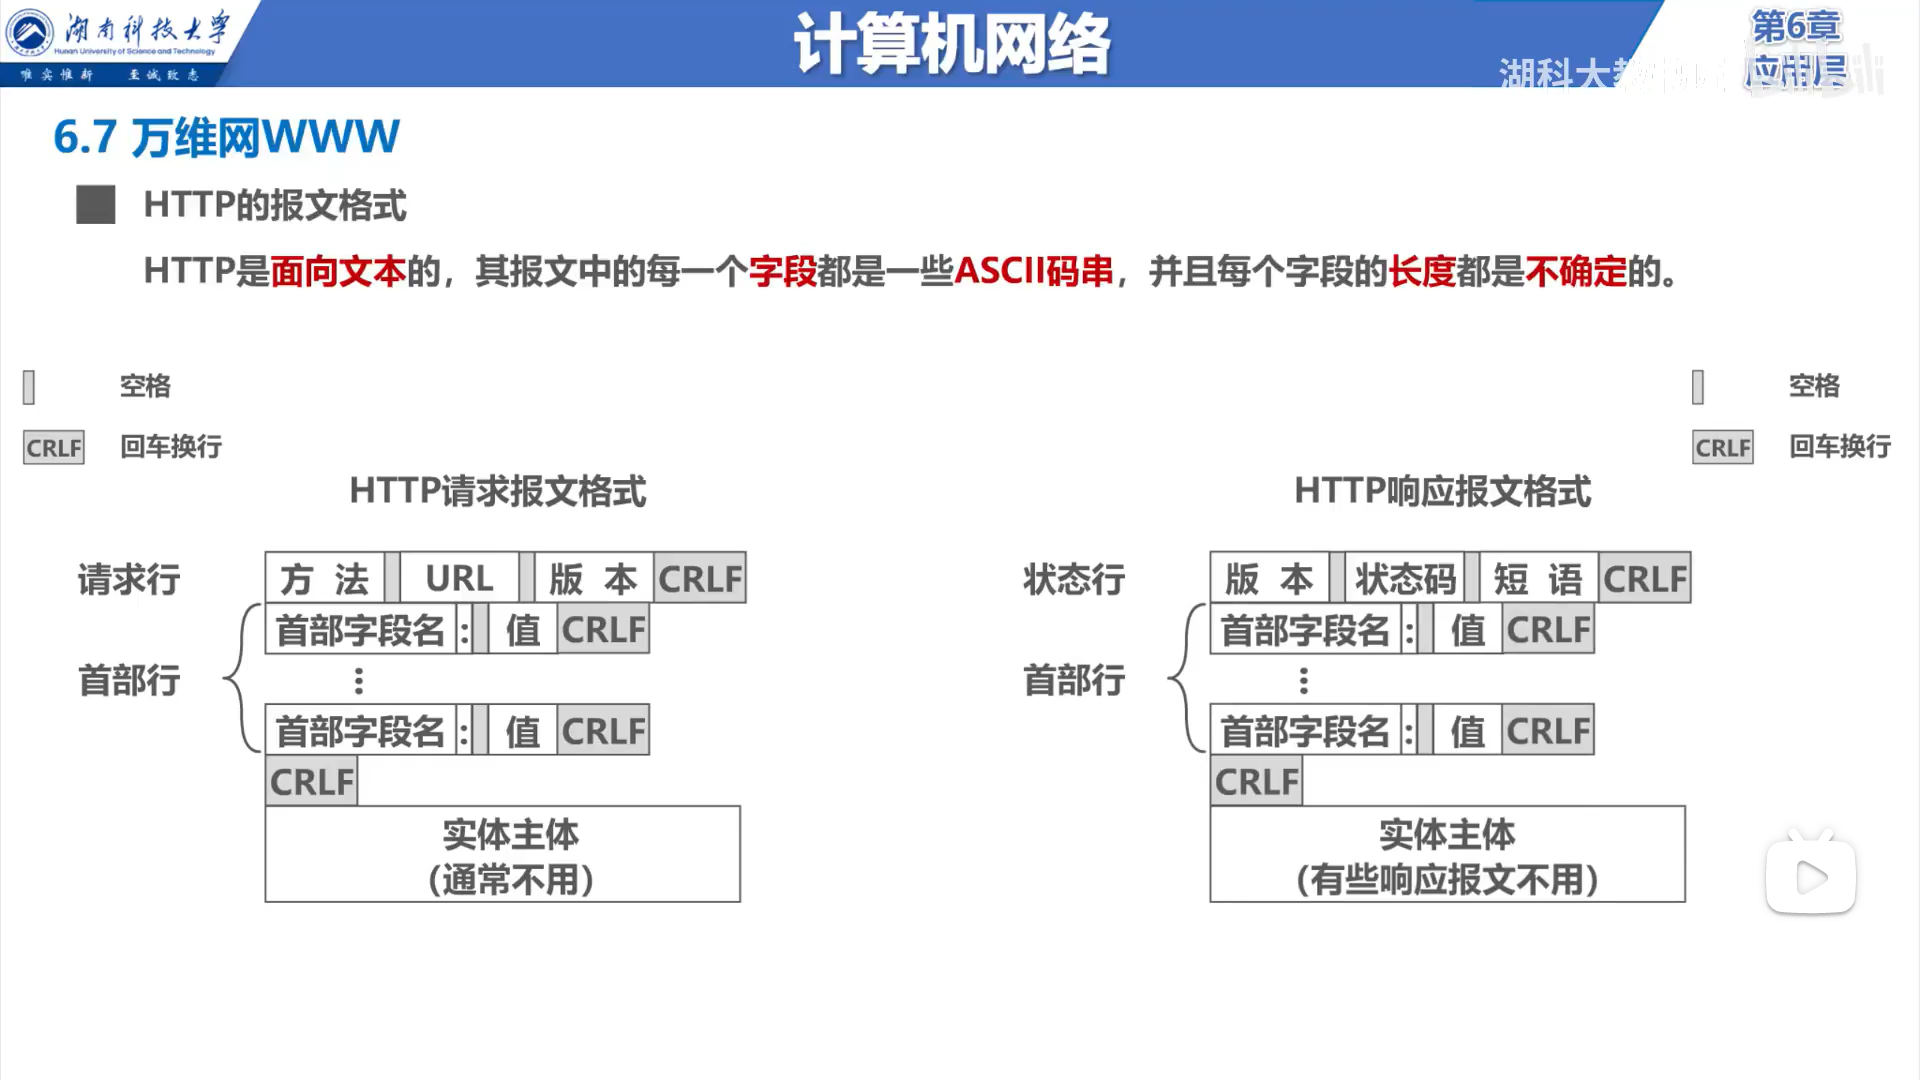 湖南科技大学
Hunan University of Science and Technology
唯实惟新 至诚致志
计算机网络
第6章
应用层
湖科大教书匠
bilibili
6.7 万维网WWW
HTTP的报文格式
HTTP是面向文本的，其报文中的每一个字段都是一些ASCII码串，并且每个字段的长度都是不确定的。
空格
CRLF 回车换行
空格
CRLF 回车换行
HTTP请求报文格式
请求行 方 法 URL 版 本 CRLF
首部行
首部字段名 : 值 CRLF
⋮
首部字段名 : 值 CRLF
CRLF
实体主体
(通常不用)
HTTP响应报文格式
状态行 版 本 状态码 短 语 CRLF
首部行
首部字段名 : 值 CRLF
⋮
首部字段名 : 值 CRLF
CRLF
实体主体
(有些响应报文不用)